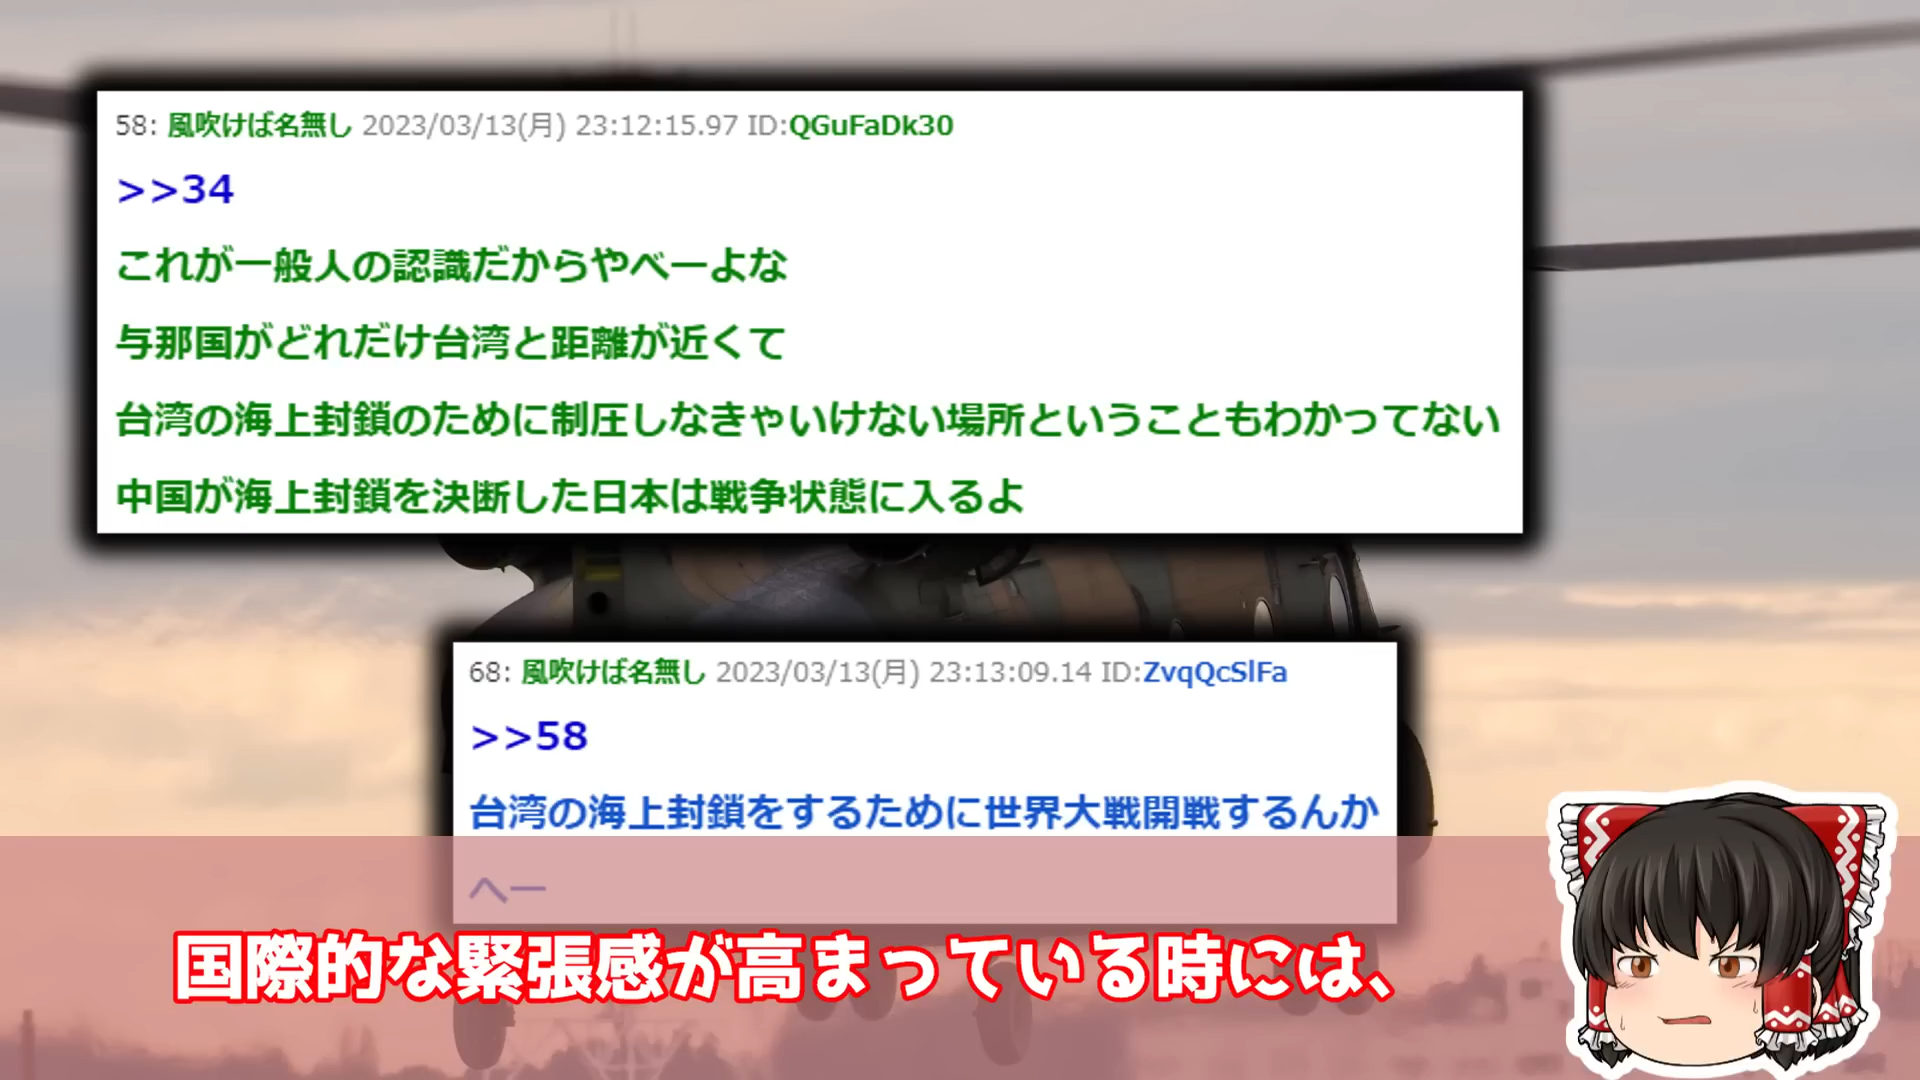 58: 風吹けば名無し 2023/03/13(月) 23:12:15.97 ID:QGuFaDk30
>>34
これが一般人の認識だからやべーよな
与那国がどれだけ台湾と距離が近くて
台湾の海上封鎖のために制圧しなきゃいけない場所ということもわかってない
中国が海上封鎖を決断した日本は戦争状態に入るよ
68: 風吹けば名無し 2023/03/13(月) 23:13:09.14 ID:ZvqQcSlFa
>>58
台湾の海上封鎖をするために世界大戦開戦するんか
へー
国際的な緊張感が高まっている時には、